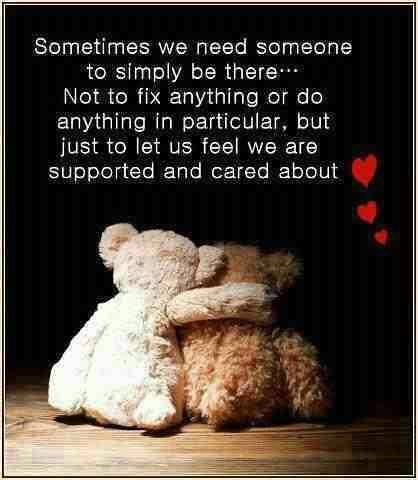 Sometimes we need someone
to simply be there...
Not to fix anything or do
anything in particular, but
just to let us feel we are
supported and cared about